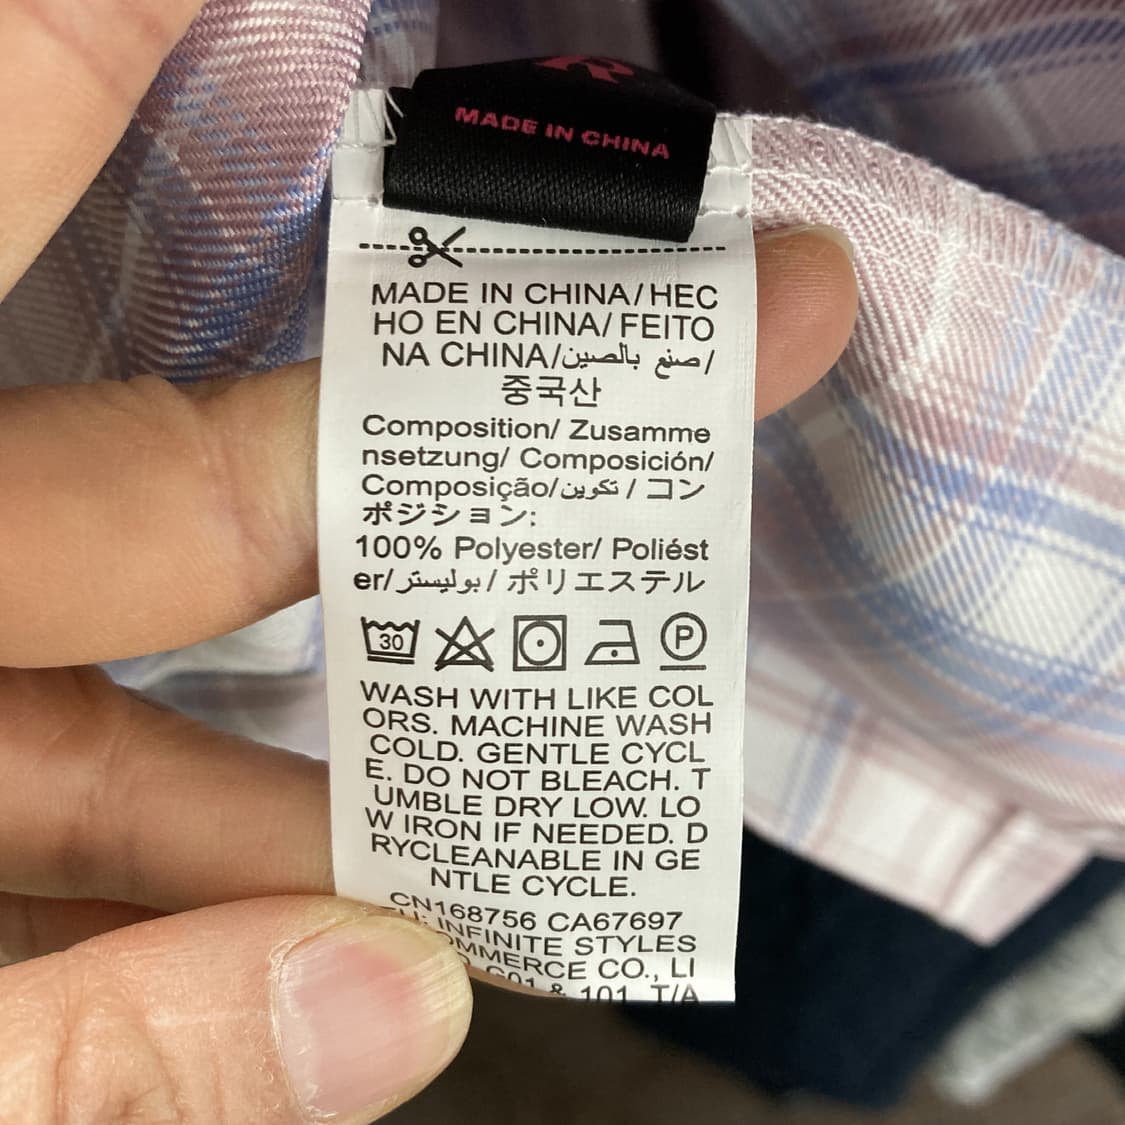 R
MADE IN CHINA
MADE IN CHINA/HEC
HO EN CHINA/FEITO
NA CHINA/صنع بالصين/
중국산
Composition/ Zusamme
nsetzung/ Composición/
Composição/تكوين/ コン
ポジション:
100% Polyester/ Poliést
er/بوليستر/ ポリエステル
30
P
WASH WITH LIKE COL
ORS. MACHINE WASH
COLD. GENTLE CYCL
E. DO NOT BLEACH. T
UMBLE DRY LOW. LO
W IRON IF NEEDED. D
RYCLEANABLE IN GE
NTLE CYCLE.
CN168756 CA67697
INFINITE STYLES
OMMERCE CO., LI
G01 & 101, T/A